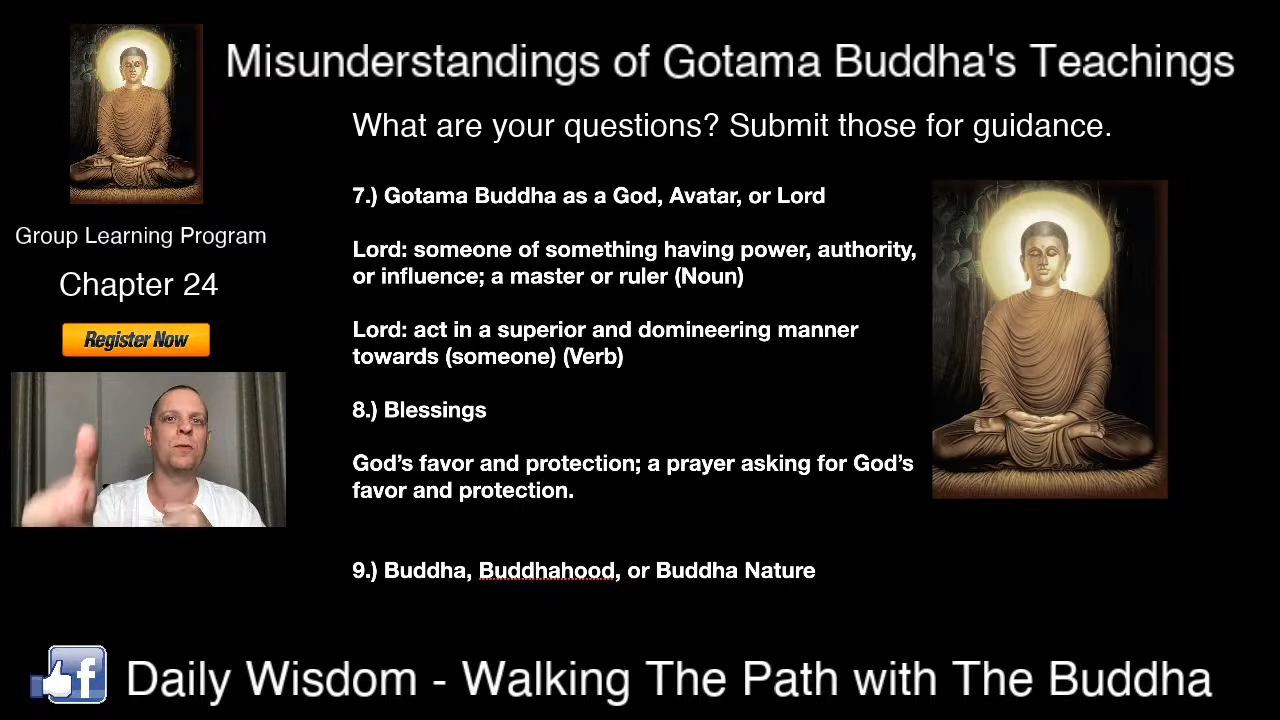 Misunderstandings of Gotama Buddha's Teachings
What are your questions? Submit those for guidance.
Group Learning Program
Chapter 24
Register Now
7.) Gotama Buddha as a God, Avatar, or Lord
Lord: someone of something having power, authority,
or influence; a master or ruler (Noun)
Lord: act in a superior and domineering manner
towards (someone) (Verb)
8.) Blessings
God’s favor and protection; a prayer asking for God’s
favor and protection.
9.) Buddha, Buddhahood, or Buddha Nature
f
Daily Wisdom - Walking The Path with The Buddha